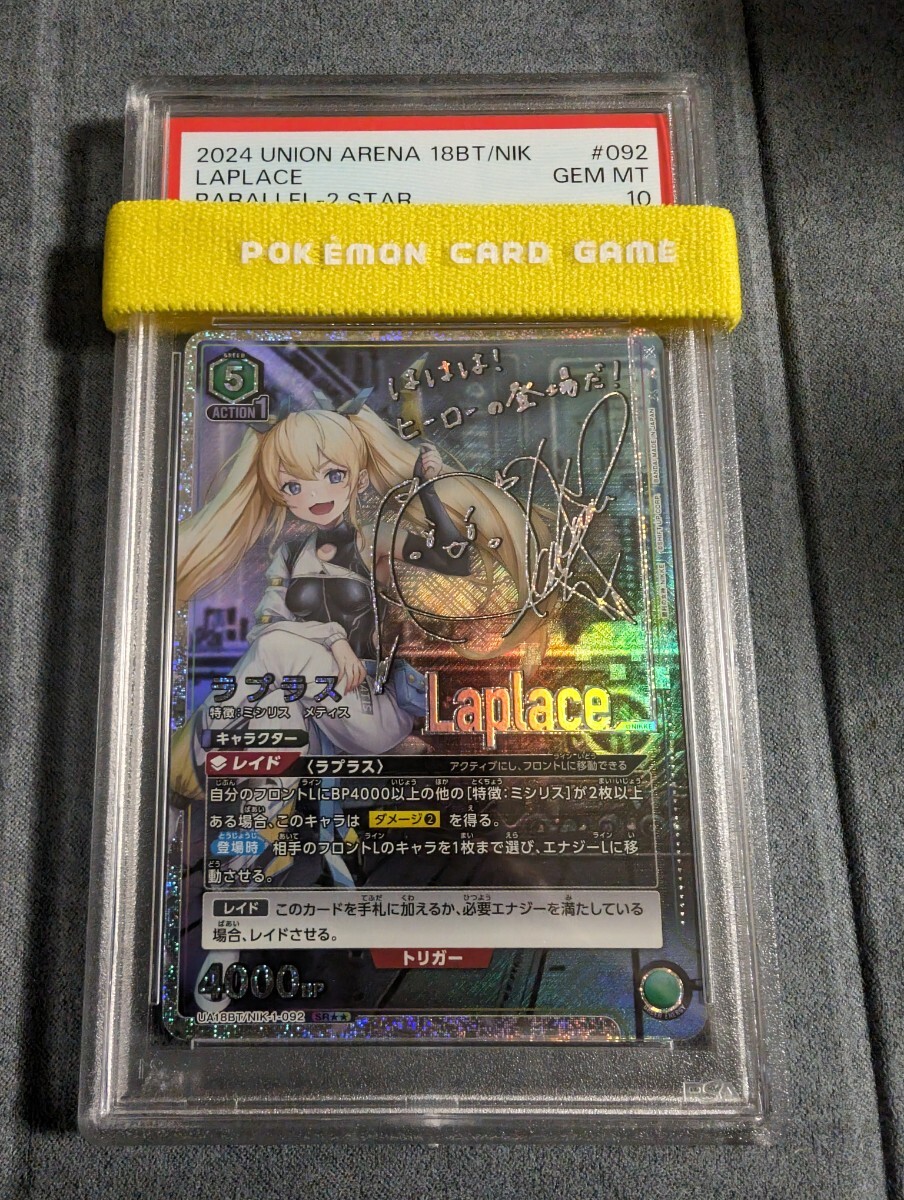 2024 UNION ARENA 18BT/NIK #092
LAPLACE GEM MT
PARALLEL-2 STAR 10
POKÉMON CARD GAME
5
ACTION 1
ははは!
ヒーローの登場だ!
ラプラス
Laplace
特徴:ミシリス メティス
©NIKKE
キャラクター
レイド 〈ラプラス〉 アクティブにし、フロントLに移動できる
自分のフロントLにBP4000以上の他の[特徴:ミシリス]が2枚以上
ある場合、このキャラは ダメージ2 を得る。
登場時 相手のフロントLのキャラを1枚まで選び、エナジーLに移
動させる。
レイド このカードを手札に加えるか、必要エナジーを満たしている
場合、レイドさせる。
トリガー
4000BP
UA18BT/NIK-1-092 SR★★
PSA